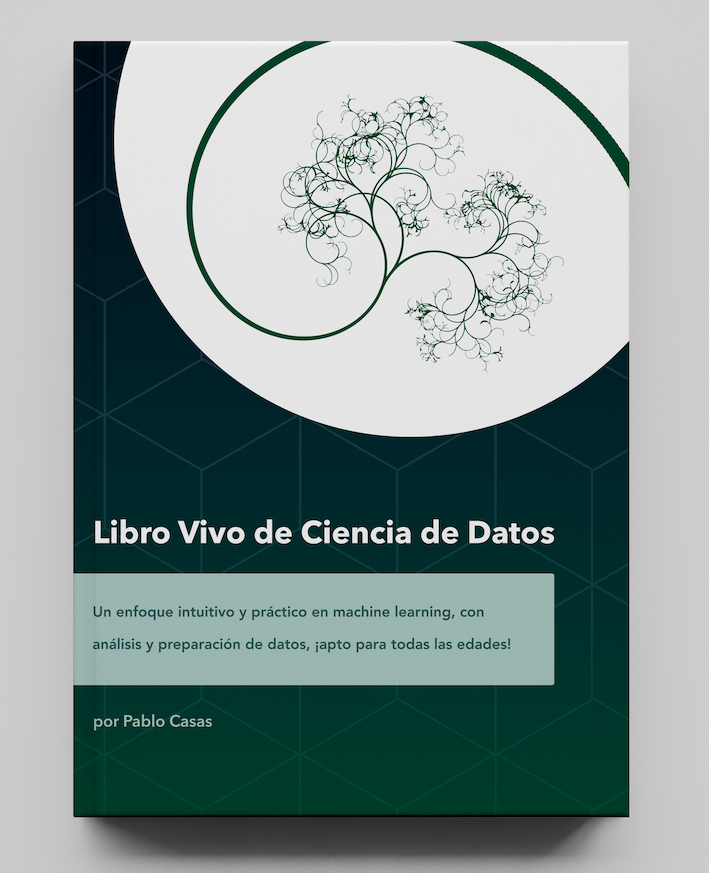 Libro Vivo de Ciencia de Datos
Un enfoque intuitivo y práctico en machine learning, con
análisis y preparación de datos, ¡apto para todas las edades!
por Pablo Casas